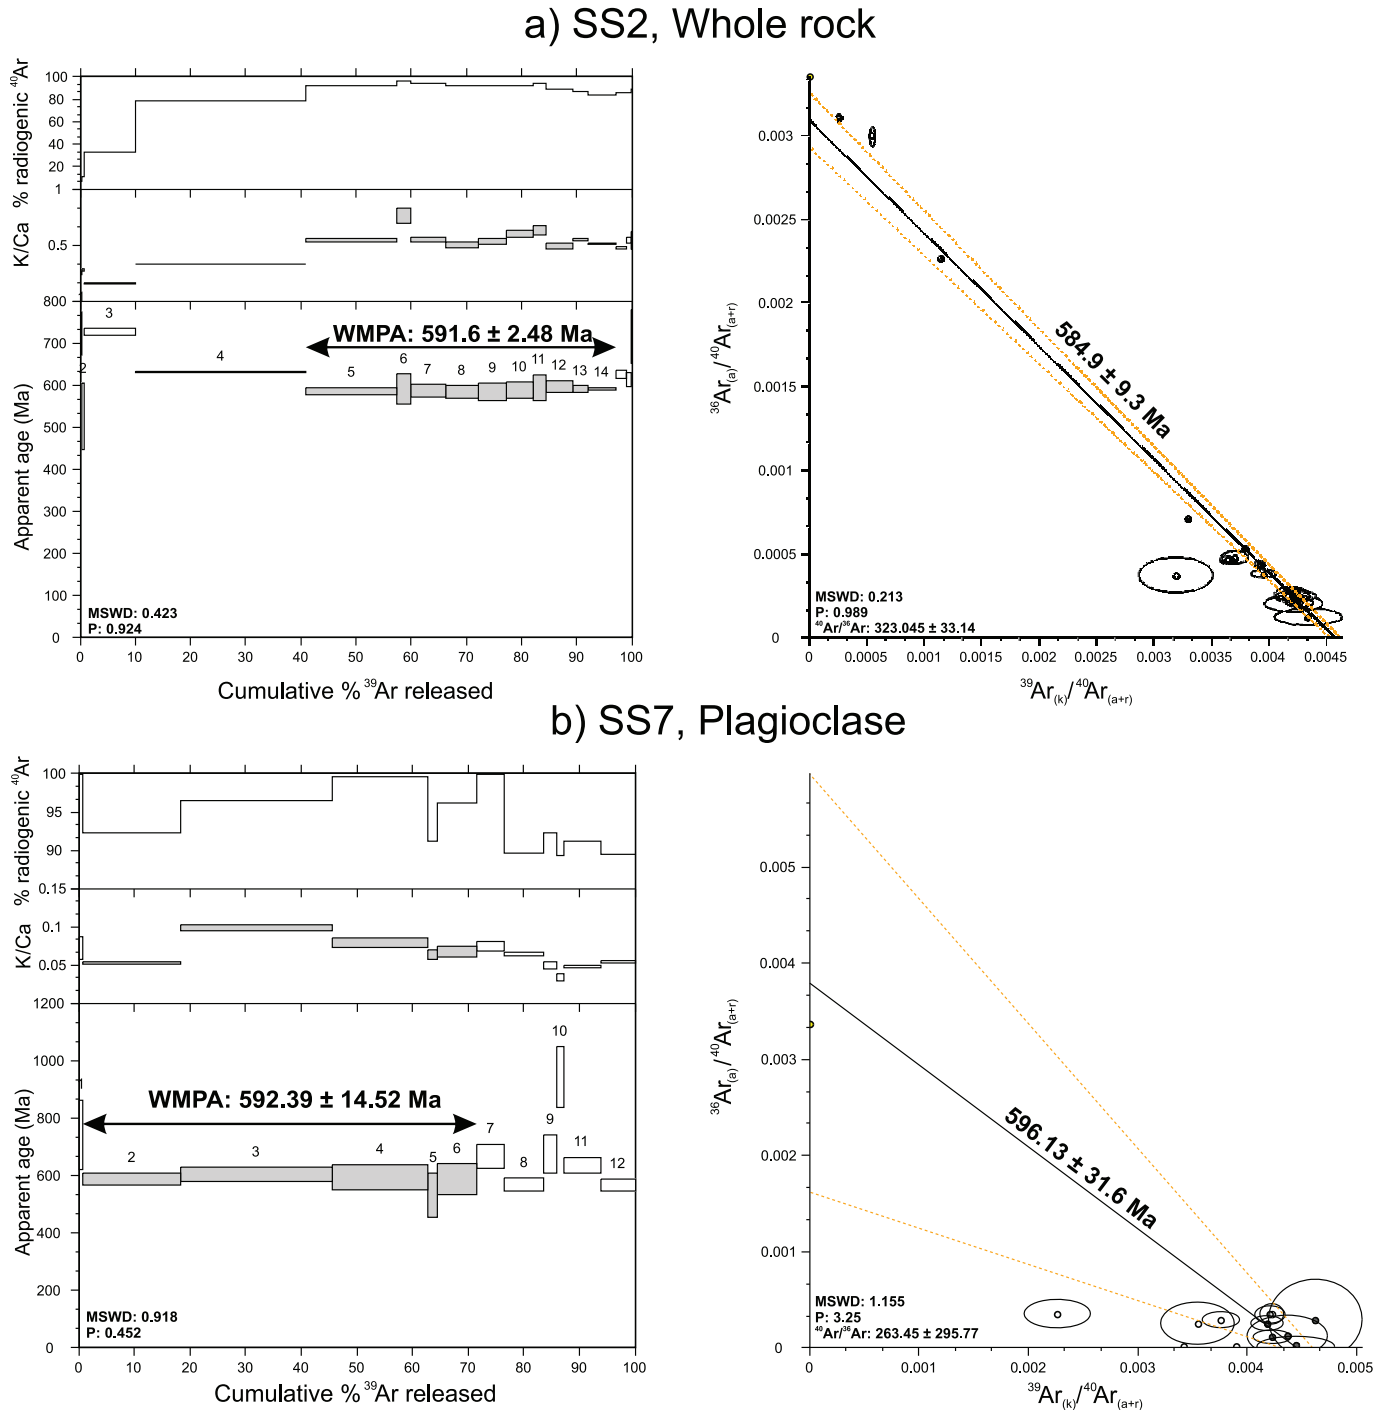 a) SS2, Whole rock
% radiogenic ⁴⁰Ar
100
80
60
40
20
K/Ca
1
0.5
Apparent age (Ma)
800
700
600
500
400
300
200
100
0
2
3
4
WMPA: 591.6 ± 2.48 Ma
5
6
7
8
9
10
11
12
13
14
MSWD: 0.423
P: 0.924
0 10 20 30 40 50 60 70 80 90 100
Cumulative % ³⁹Ar released
³⁶Ar(a)/⁴⁰Ar(a+r)
0.003
0.0025
0.002
0.0015
0.001
0.0005
0
584.9 ± 9.3 Ma
MSWD: 0.213
P: 0.989
⁴⁰Ar/³⁶Ar: 323.045 ± 33.14
0 0.0005 0.001 0.0015 0.002 0.0025 0.003 0.0035 0.004 0.0045
³⁹Ar(k)/⁴⁰Ar(a+r)
b) SS7, Plagioclase
% radiogenic ⁴⁰Ar
100
95
90
K/Ca
0.15
0.1
0.05
Apparent age (Ma)
1200
1000
800
600
400
200
0
WMPA: 592.39 ± 14.52 Ma
2
3
4
5
6
7
8
9
10
11
12
MSWD: 0.918
P: 0.452
0 10 20 30 40 50 60 70 80 90 100
Cumulative % ³⁹Ar released
³⁶Ar(a)/⁴⁰Ar(a+r)
0.005
0.004
0.003
0.002
0.001
0
596.13 ± 31.6 Ma
MSWD: 1.155
P: 3.25
⁴⁰Ar/³⁶Ar: 263.45 ± 295.77
0 0.001 0.002 0.003 0.004 0.005
³⁹Ar(k)/⁴⁰Ar(a+r)